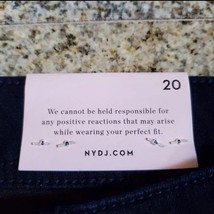 20
We cannot be held responsible for
any positive reactions that may arise
while wearing your perfect fit.
NYDJ.COM